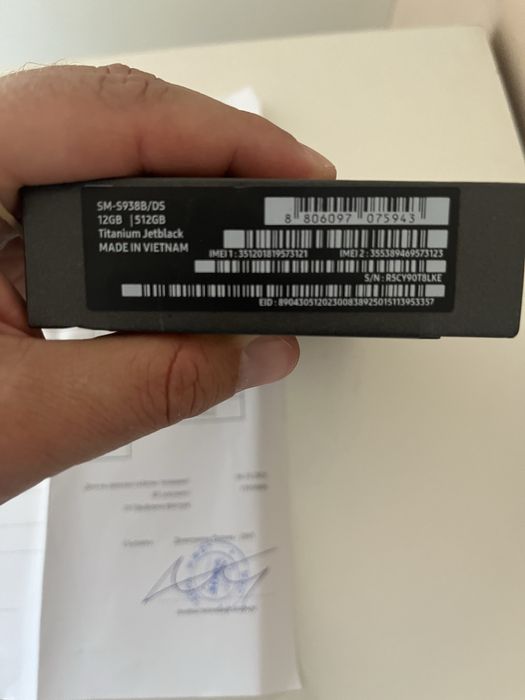 SM-S938B/DS
12GB | 512GB
Titanium Jetblack
MADE IN VIETNAM
8 806097 075943
IMEI 1 : 351201819573121
IMEI 2 : 355389469573123
S/N : R5CY90T8LKE
EID : 89043051202300838925015113953357